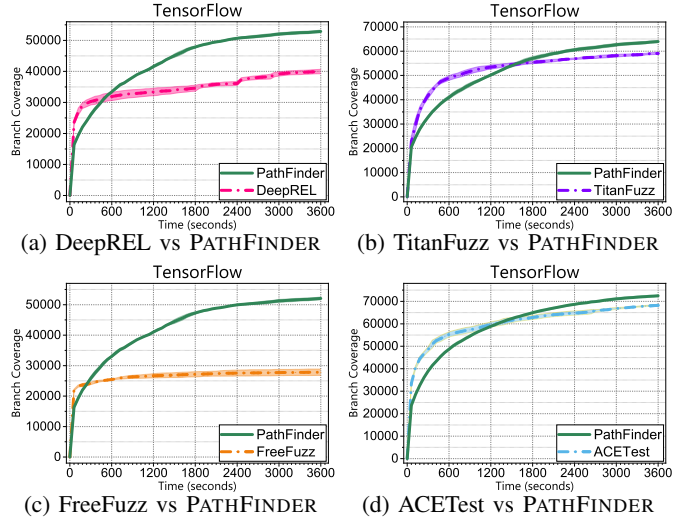 TensorFlow
50000
40000
30000
20000
10000
0
Branch Coverage
PathFinder
DeepREL
0 600 1200 1800 2400 3000 3600
Time (seconds)
(a) DeepREL vs PATHFINDER
TensorFlow
70000
60000
50000
40000
30000
20000
10000
0
Branch Coverage
PathFinder
TitanFuzz
0 600 1200 1800 2400 3000 3600
Time (seconds)
(b) TitanFuzz vs PATHFINDER
TensorFlow
50000
40000
30000
20000
10000
0
Branch Coverage
PathFinder
FreeFuzz
0 600 1200 1800 2400 3000 3600
Time (seconds)
(c) FreeFuzz vs PATHFINDER
TensorFlow
70000
60000
50000
40000
30000
20000
10000
0
Branch Coverage
PathFinder
ACETest
0 600 1200 1800 2400 3000 3600
Time (seconds)
(d) ACETest vs PATHFINDER